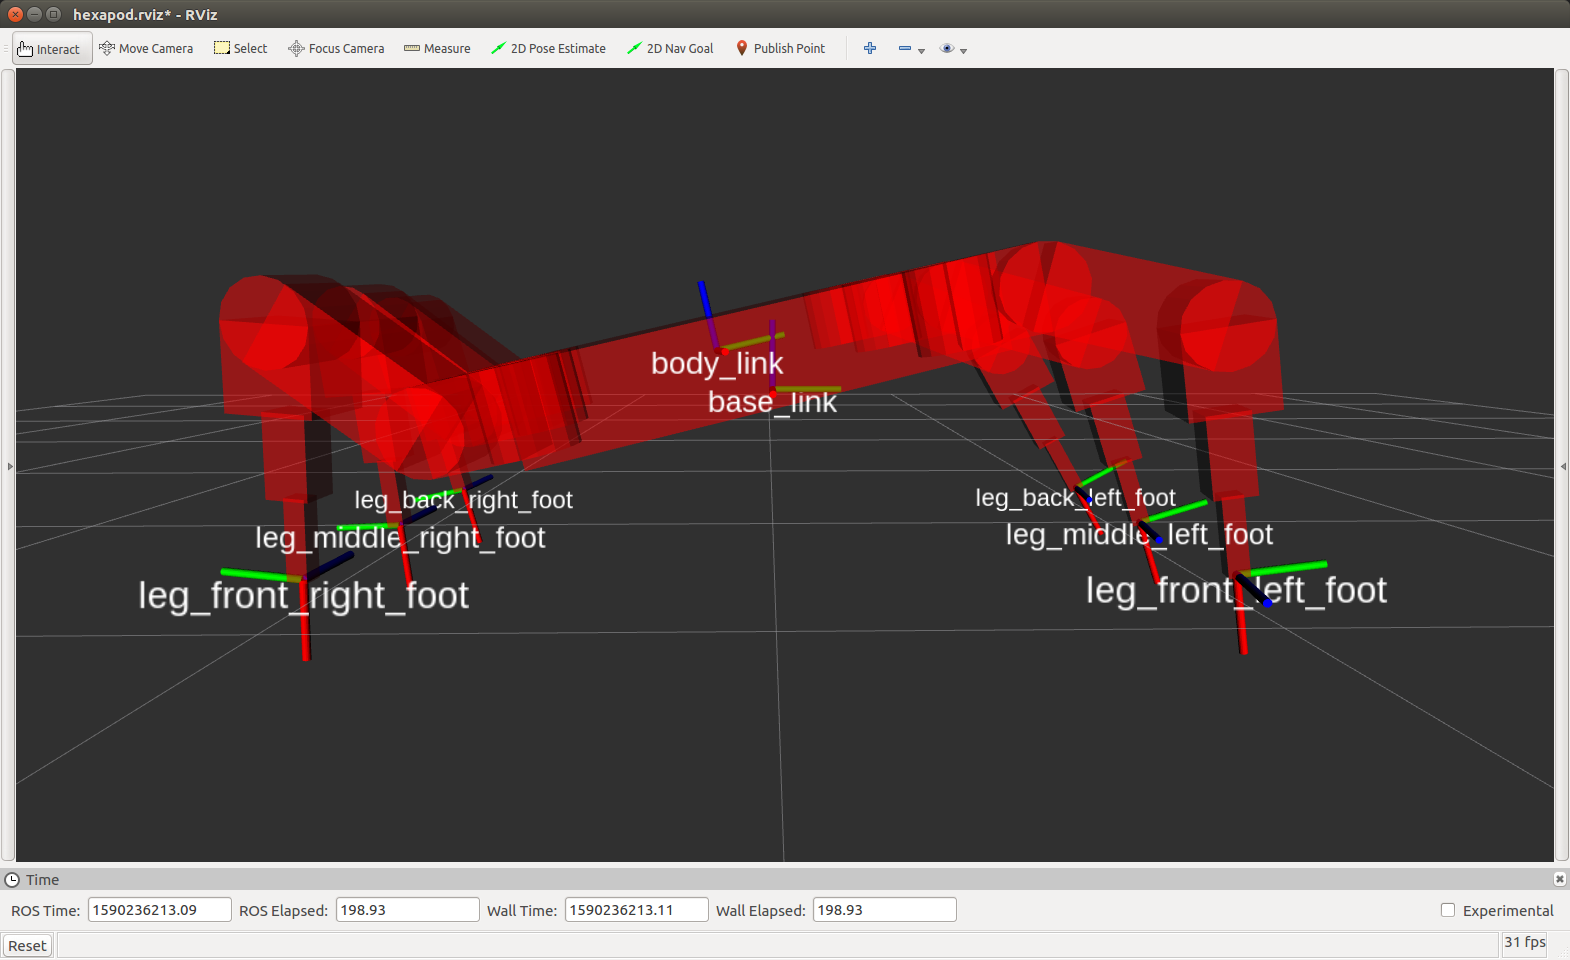 hexapod.rviz* - RViz
Interact Move Camera Select Focus Camera Measure 2D Pose Estimate 2D Nav Goal Publish Point
body_link
base_link
leg_back_right_foot
leg_back_left_foot
leg_middle_right_foot
leg_middle_left_foot
leg_front_right_foot
leg_front_left_foot
Time
ROS Time: 1590236213.09 ROS Elapsed: 198.93 Wall Time: 1590236213.11 Wall Elapsed: 198.93 Experimental
Reset 31 fps